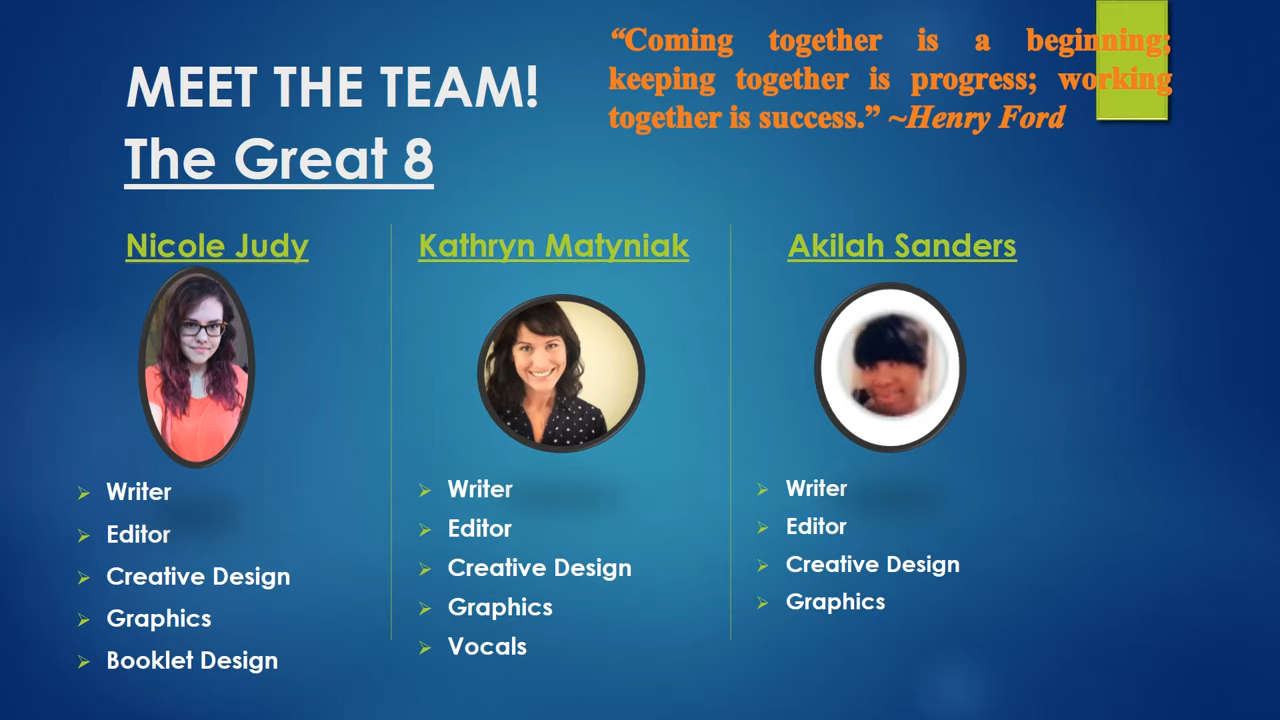 MEET THE TEAM!
The Great 8
“Coming together is a beginning;
keeping together is progress; working
together is success.” ~Henry Ford
Nicole Judy
Writer
Editor
Creative Design
Graphics
Booklet Design
Kathryn Matyniak
Writer
Editor
Creative Design
Graphics
Vocals
Akilah Sanders
Writer
Editor
Creative Design
Graphics